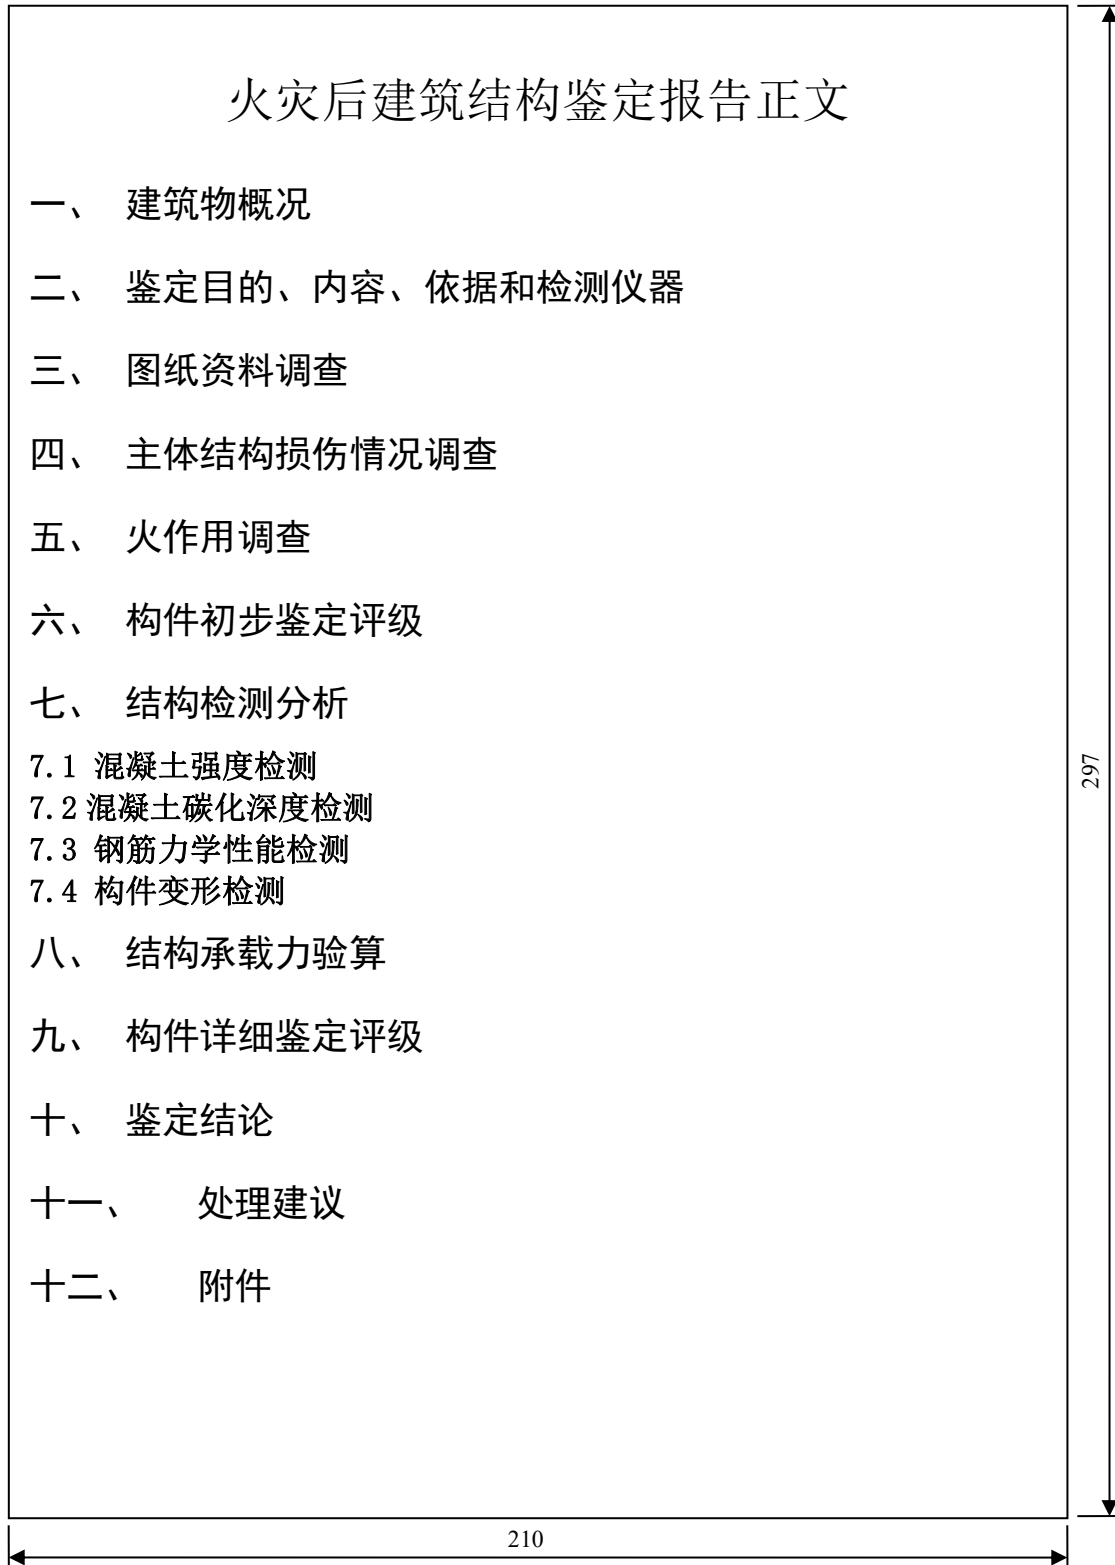 火灾后建筑结构鉴定报告正文
一、 建筑物概况
二、 鉴定目的、内容、依据和检测仪器
三、 图纸资料调查
四、 主体结构损伤情况调查
五、 火作用调查
六、 构件初步鉴定评级
七、 结构检测分析
7.1 混凝土强度检测
7.2混凝土碳化深度检测
7.3 钢筋力学性能检测
7.4 构件变形检测
八、 结构承载力验算
九、 构件详细鉴定评级
十、 鉴定结论
十一、 处理建议
十二、 附件
297
210